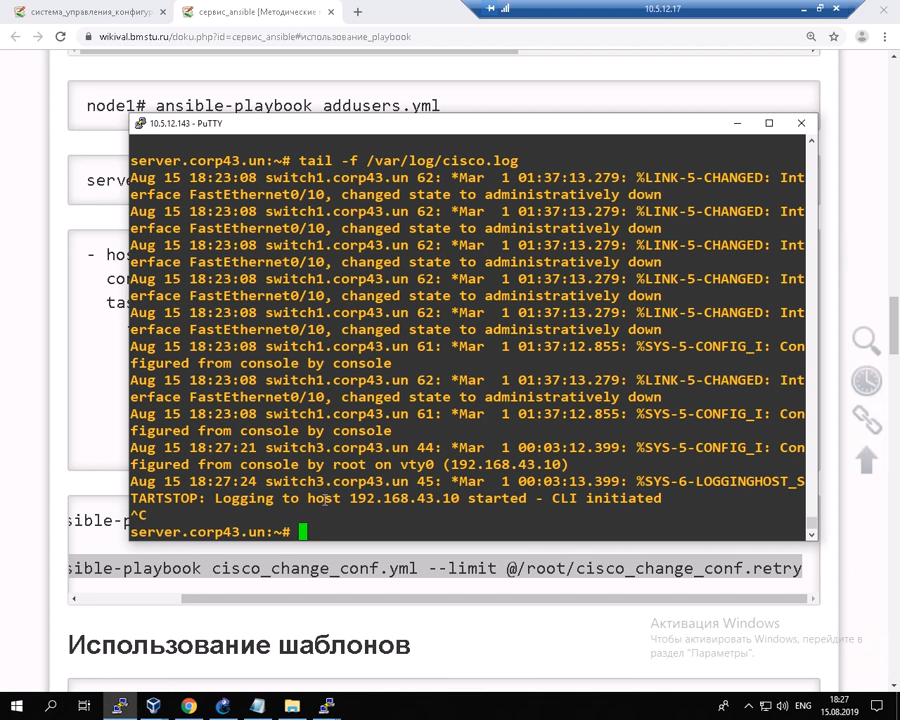 система_управления_конфигур
сервис_ansible [Методические
10.5.12.17
wikival.bmstu.ru/doku.php?id=сервис_ansible#использование_playbook
node1# ansible-playbook addusers.yml
10.5.12.143 - PuTTY
server.corp43.un:~# tail -f /var/log/cisco.log
Aug 15 18:23:08 switch1.corp43.un 62: *Mar  1 01:37:13.279: %LINK-5-CHANGED: Int
erface FastEthernet0/10, changed state to administratively down
Aug 15 18:23:08 switch1.corp43.un 62: *Mar  1 01:37:13.279: %LINK-5-CHANGED: Int
erface FastEthernet0/10, changed state to administratively down
Aug 15 18:23:08 switch1.corp43.un 62: *Mar  1 01:37:13.279: %LINK-5-CHANGED: Int
erface FastEthernet0/10, changed state to administratively down
Aug 15 18:23:08 switch1.corp43.un 62: *Mar  1 01:37:13.279: %LINK-5-CHANGED: Int
erface FastEthernet0/10, changed state to administratively down
Aug 15 18:23:08 switch1.corp43.un 62: *Mar  1 01:37:13.279: %LINK-5-CHANGED: Int
erface FastEthernet0/10, changed state to administratively down
Aug 15 18:23:08 switch1.corp43.un 61: *Mar  1 01:37:12.855: %SYS-5-CONFIG_I: Con
figured from console by console
Aug 15 18:23:08 switch1.corp43.un 62: *Mar  1 01:37:13.279: %LINK-5-CHANGED: Int
erface FastEthernet0/10, changed state to administratively down
Aug 15 18:23:08 switch1.corp43.un 61: *Mar  1 01:37:12.855: %SYS-5-CONFIG_I: Con
figured from console by console
Aug 15 18:27:21 switch3.corp43.un 44: *Mar  1 00:03:12.399: %SYS-5-CONFIG_I: Con
figured from console by root on vty0 (192.168.43.10)
Aug 15 18:27:24 switch3.corp43.un 45: *Mar  1 00:03:13.399: %SYS-6-LOGGINGHOST_S
TARTSTOP: Logging to host 192.168.43.10 started - CLI initiated
^C
server.corp43.un:~#
serv
- hos
con
tas
sible-p
sible-playbook cisco_change_conf.yml --limit @/root/cisco_change_conf.retry
Использование шаблонов
Активация Windows
Чтобы активировать Windows, перейдите в
раздел "Параметры".
ENG
18:27
15.08.2019